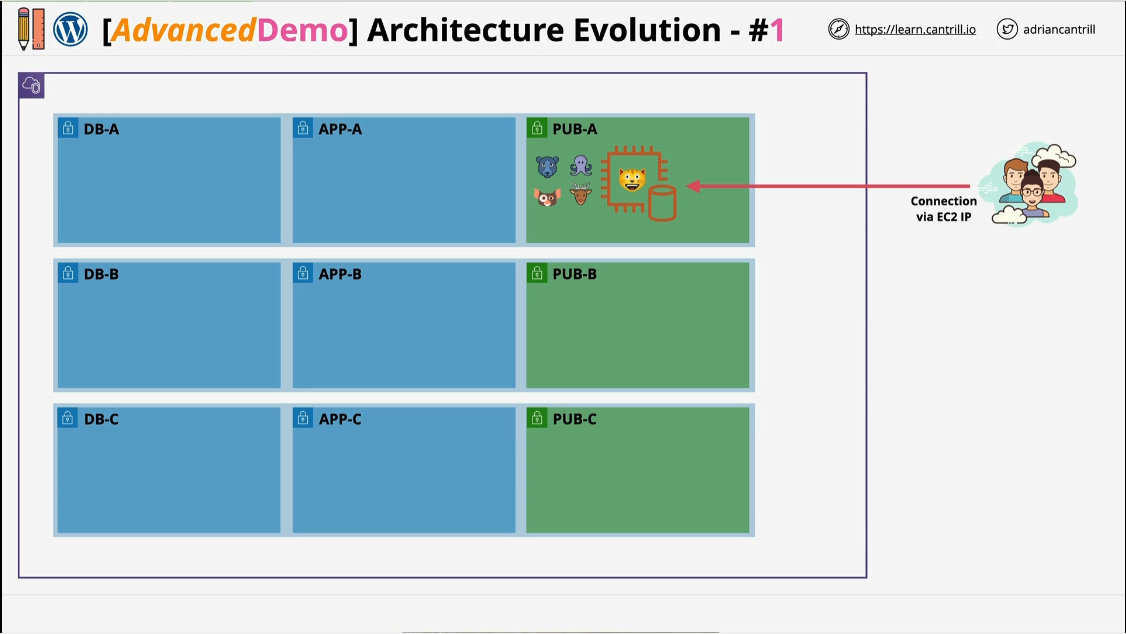 [AdvancedDemo] Architecture Evolution - #1
https://learn.cantrill.io
adriancantrill
DB-A
APP-A
PUB-A
Connection
via EC2 IP
DB-B
APP-B
PUB-B
DB-C
APP-C
PUB-C